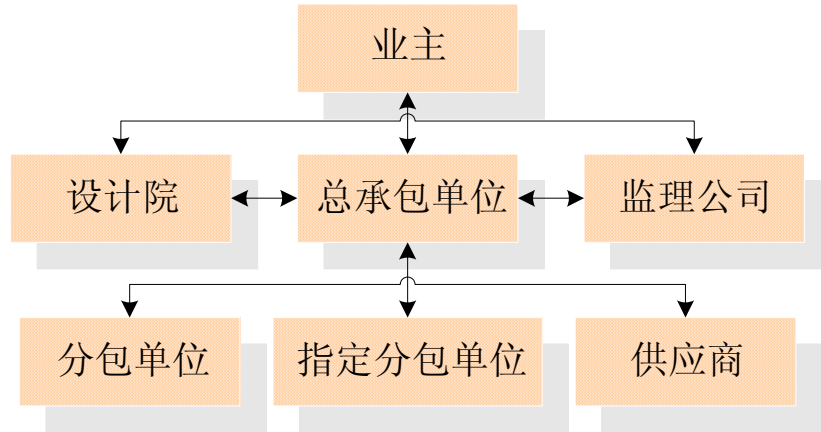 业主
设计院
总承包单位
监理公司
分包单位
指定分包单位
供应商